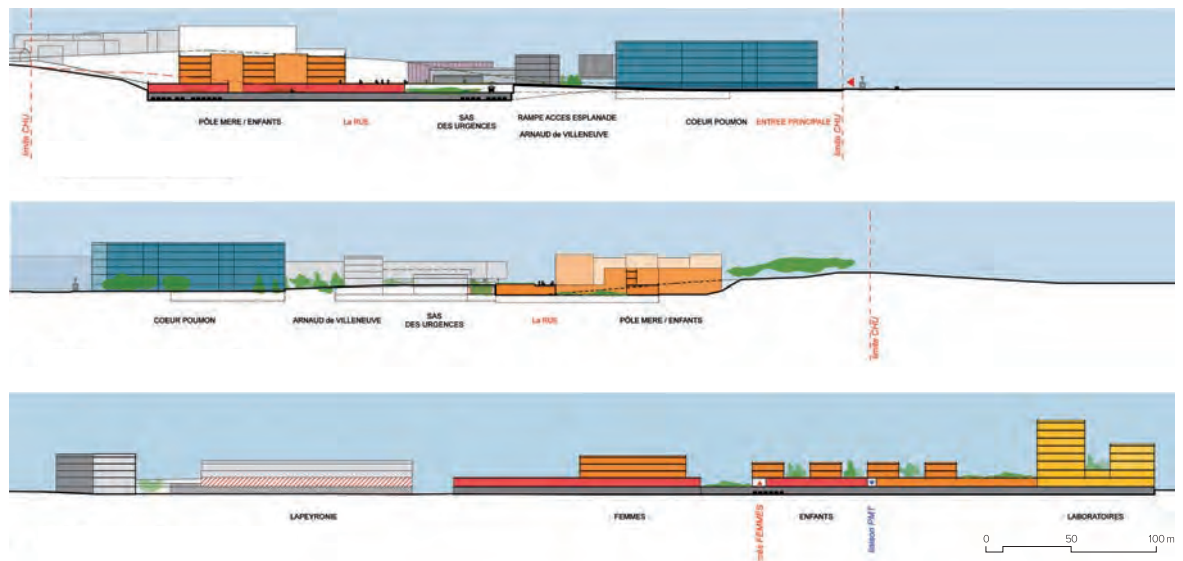 limite CHU
PÔLE MERE / ENFANTS
La RUE
SAS
DES URGENCES
RAMPE ACCES ESPLANADE
ARNAUD de VILLENEUVE
COEUR POUMON
ENTREE PRINCIPALE
limite CHU
COEUR POUMON
ARNAUD de VILLENEUVE
SAS
DES URGENCES
La RUE
PÔLE MERE / ENFANTS
limite CHU
LAPEYRONIE
FEMMES
FEMMES
ENFANTS
liaison PMT
LABORATOIRES
0 50 100 m